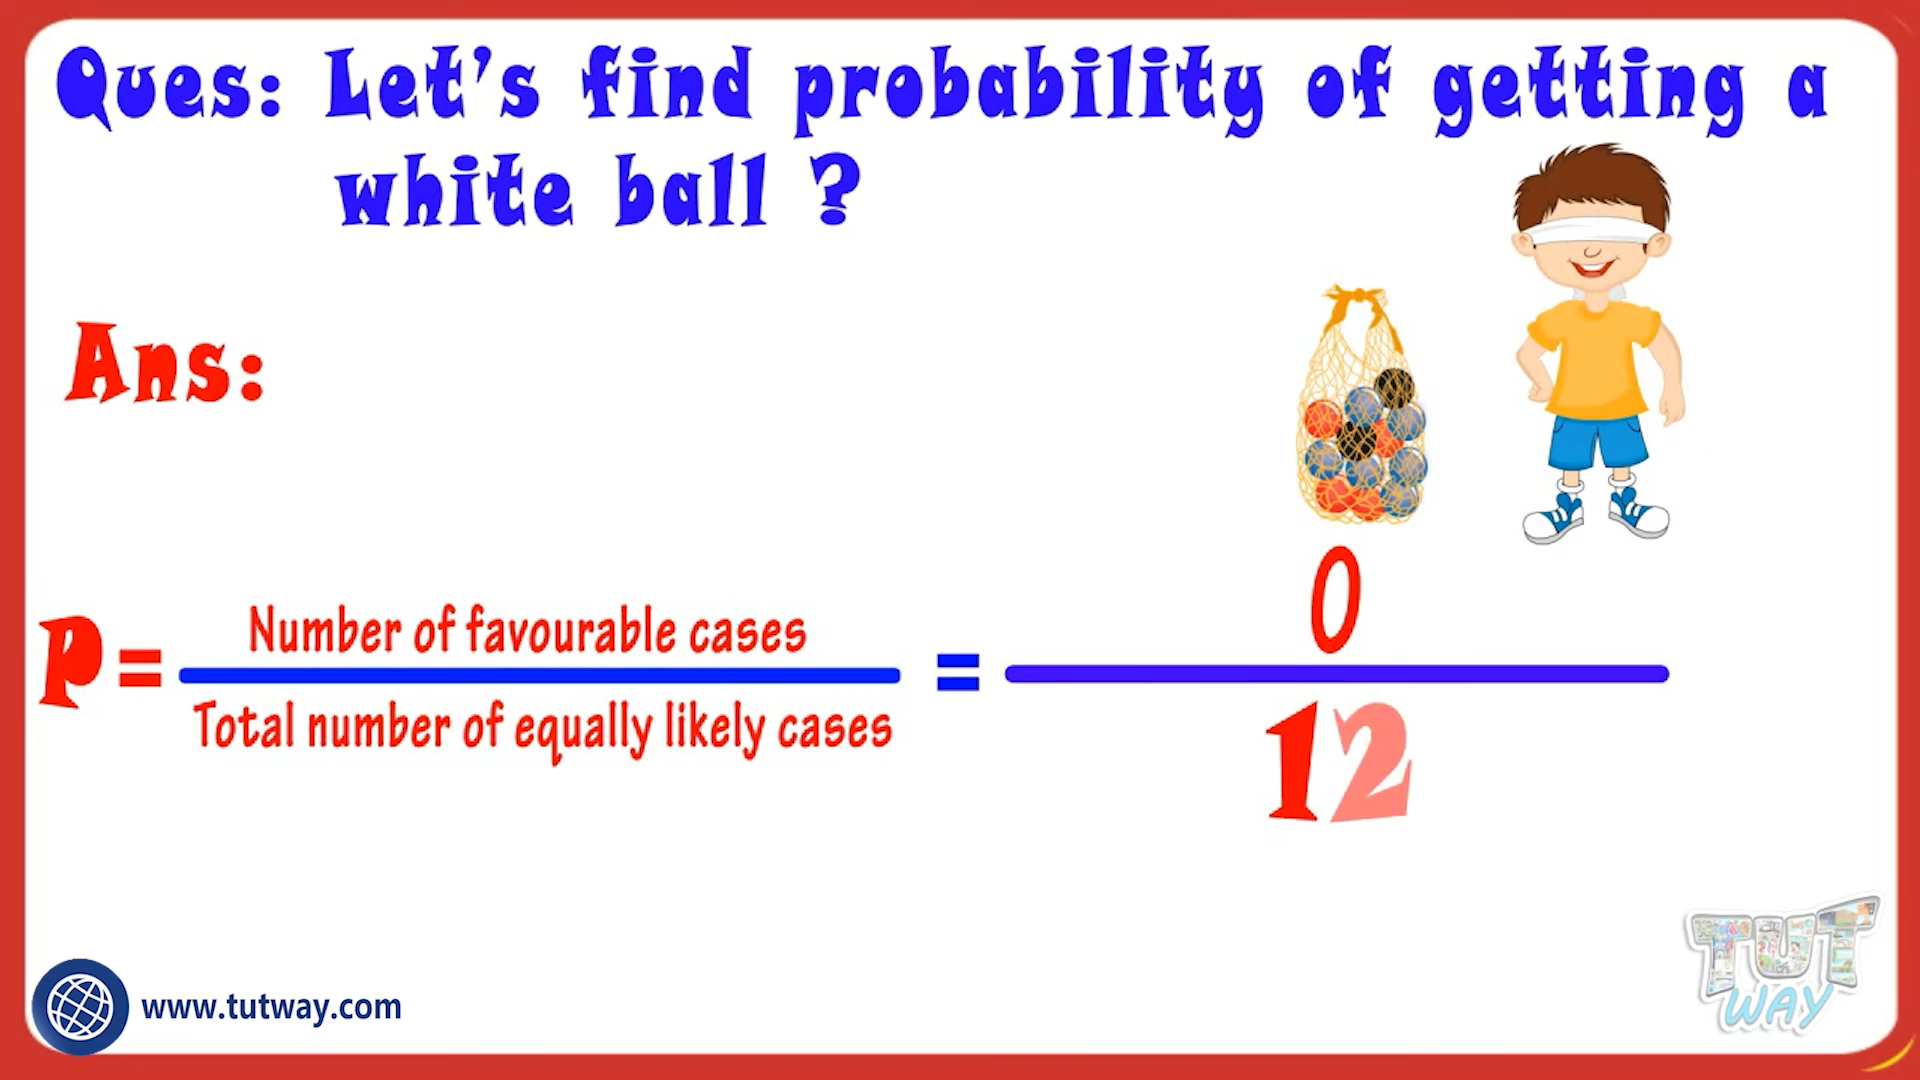 Ques: Let's find probability of getting a
white ball ?
Ans:
P = Number of favourable cases = 0
Total number of equally likely cases 12
www.tutway.com
TUT
WAY